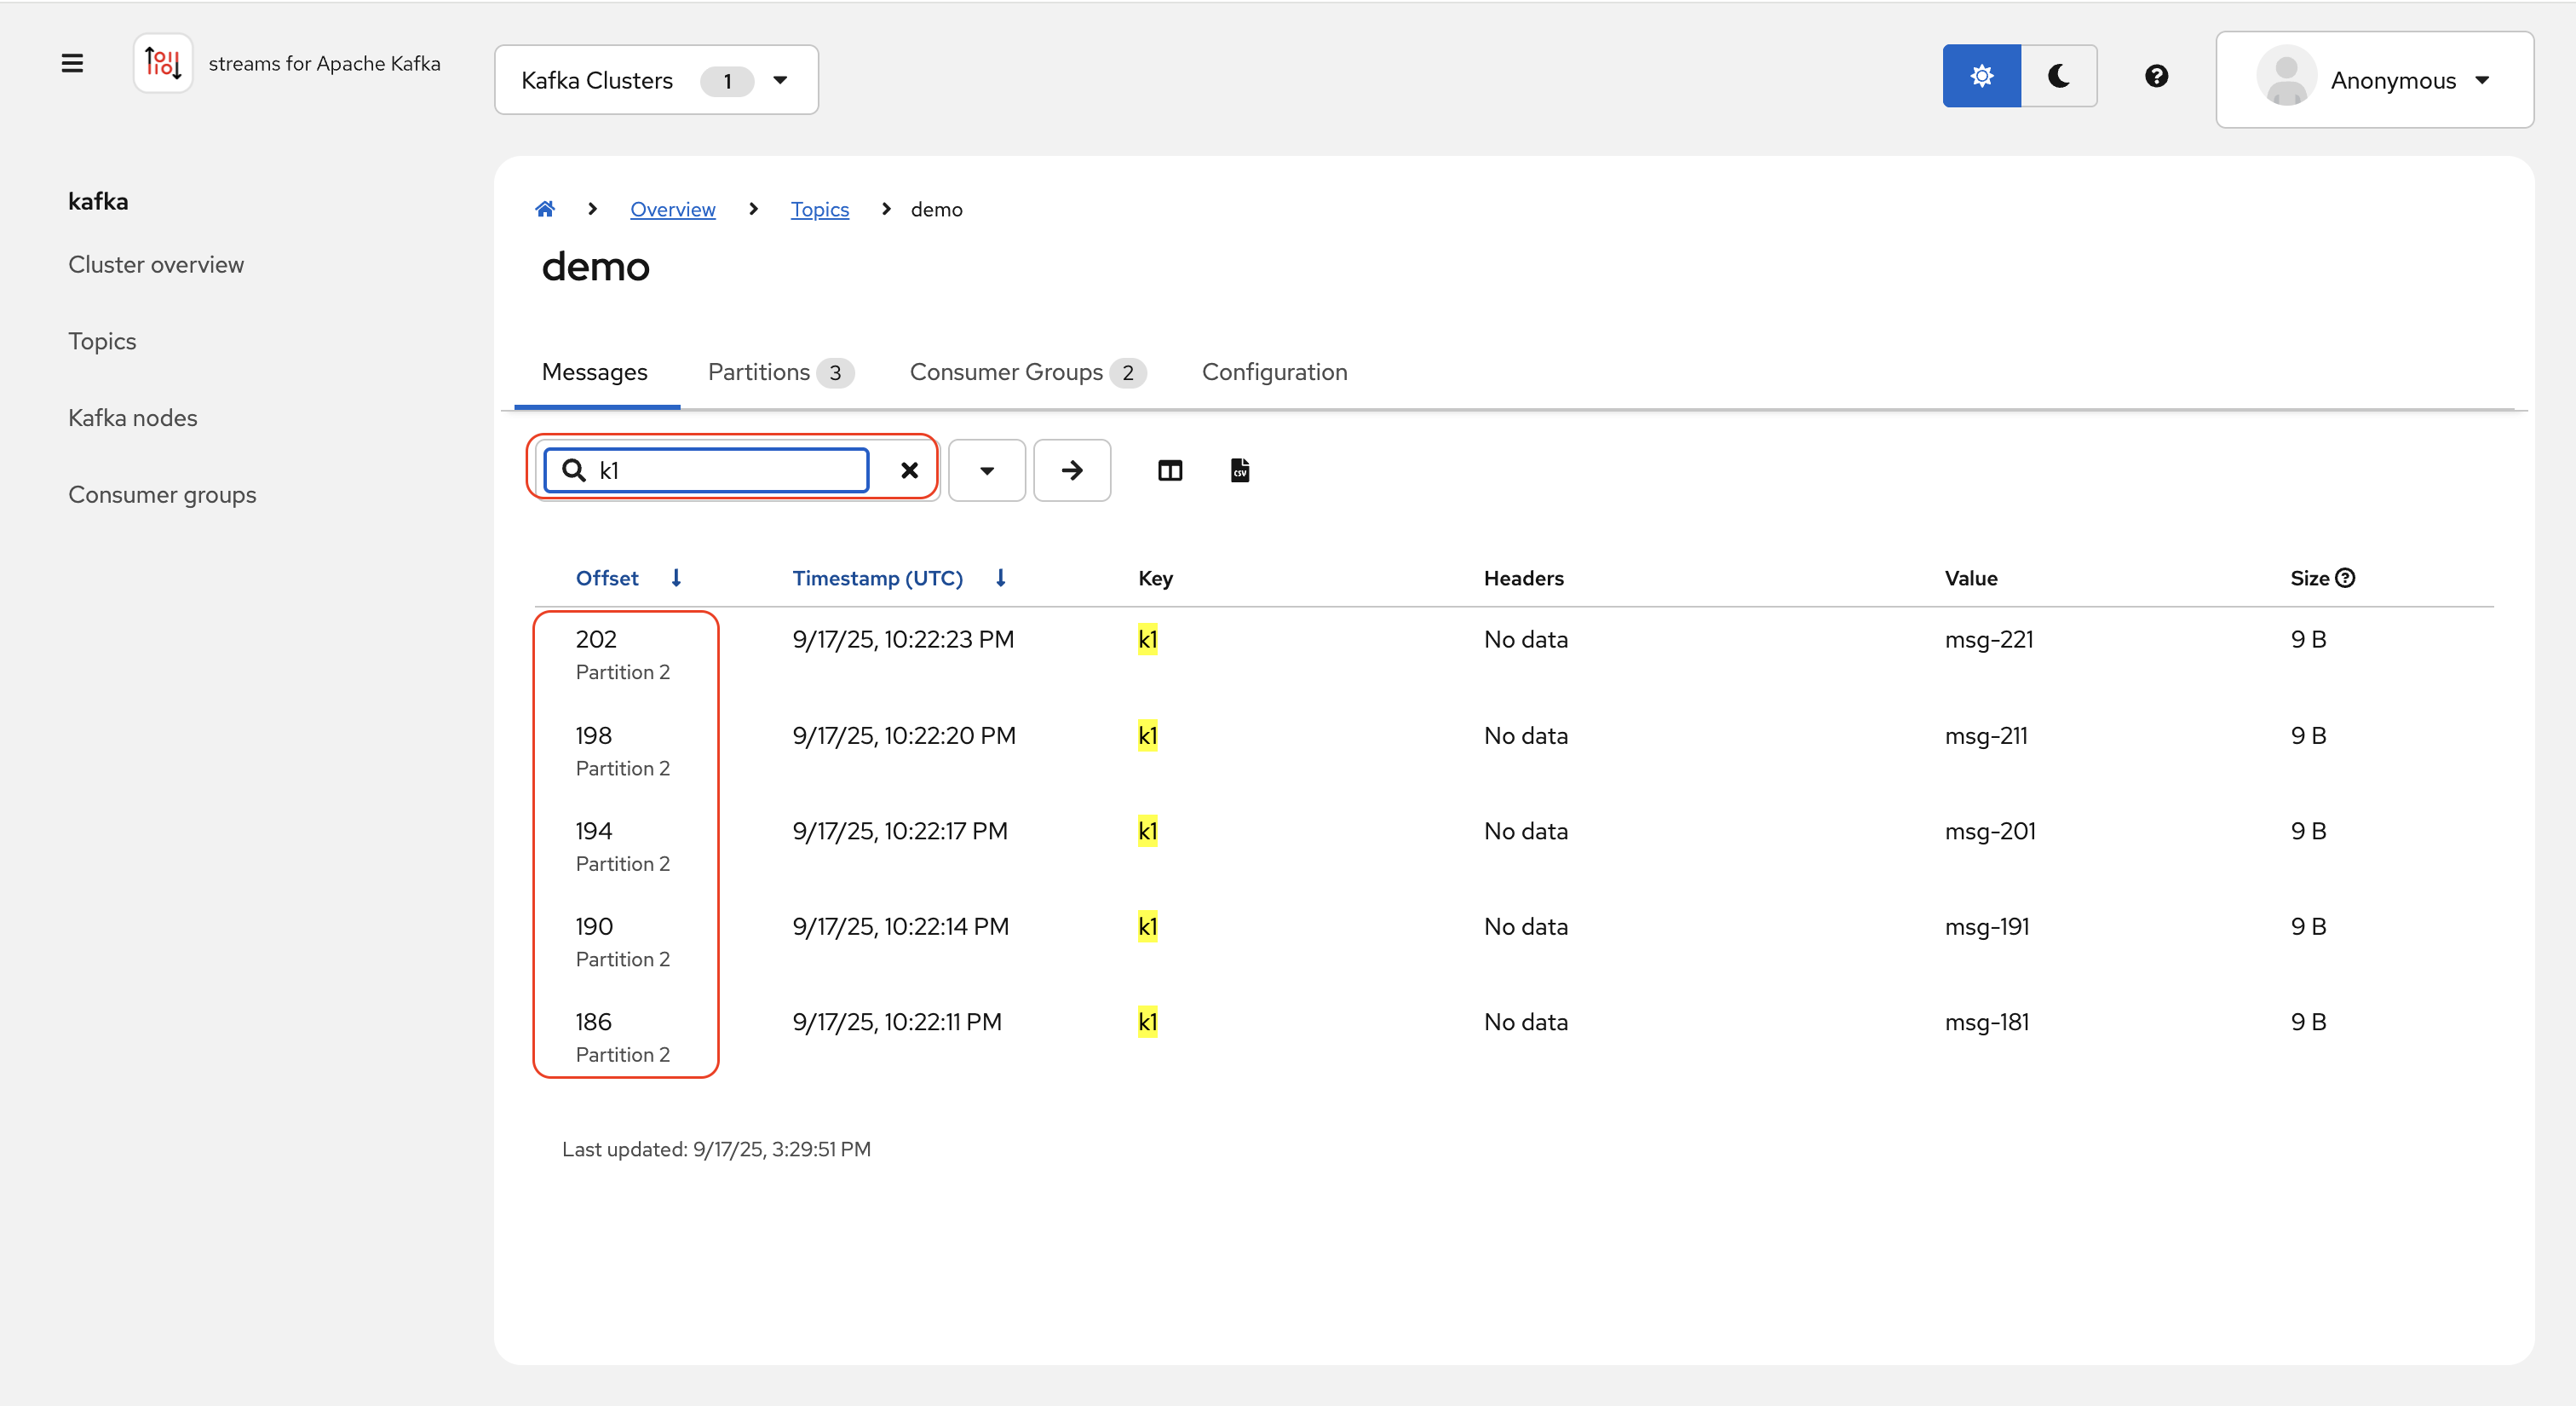 streams for Apache Kafka
Kafka Clusters 1
Anonymous
kafka
Cluster overview
Topics
Kafka nodes
Consumer groups
Overview Topics demo
demo
Messages Partitions 3 Consumer Groups 2 Configuration
k1
CSV
Offset Timestamp (UTC) Key Headers Value Size
202 9/17/25, 10:22:23 PM k1 No data msg-221 9 B
Partition 2
198 9/17/25, 10:22:20 PM k1 No data msg-211 9 B
Partition 2
194 9/17/25, 10:22:17 PM k1 No data msg-201 9 B
Partition 2
190 9/17/25, 10:22:14 PM k1 No data msg-191 9 B
Partition 2
186 9/17/25, 10:22:11 PM k1 No data msg-181 9 B
Partition 2
Last updated: 9/17/25, 3:29:51 PM